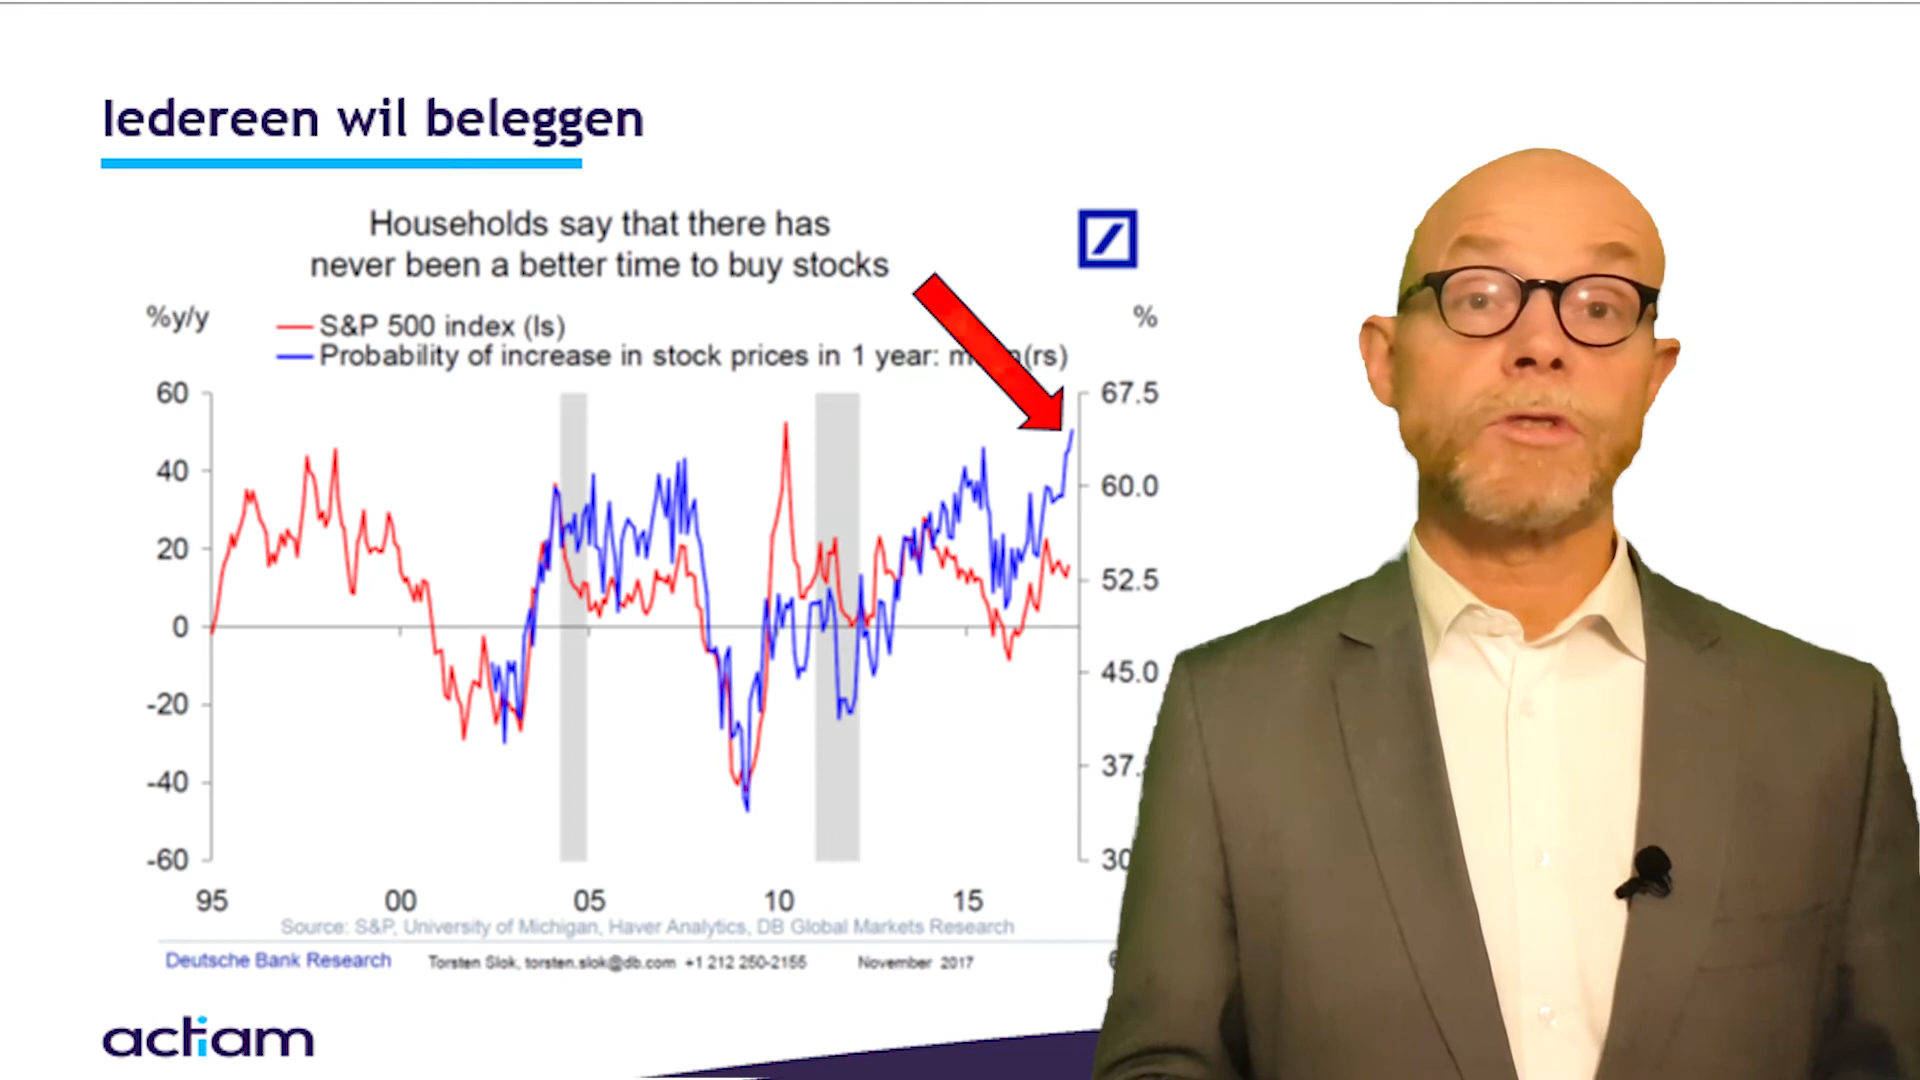 Iedereen wil beleggen
Households say that there has
never been a better time to buy stocks
%y/y
%
S&P 500 index (ls)
Probability of increase in stock prices in 1 year: (rs)
60
40
20
0
-20
-40
-60
67.5
60.0
52.5
45.0
37.
30
95
00
05
10
15
Source: S&P, University of Michigan, Haver Analytics, DB Global Markets Research
Deutsche Bank Research
Torsten Slok, torsten.slok@db.com +1 212 250-2155
November 2017
6
actiam